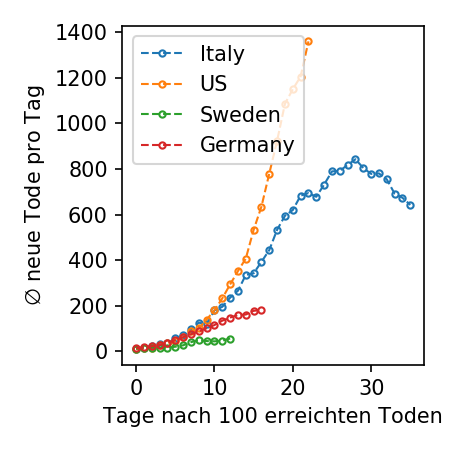 ∅ neue Tode pro Tag
1400
1200
1000
800
600
400
200
0
Italy
US
Sweden
Germany
0 10 20 30
Tage nach 100 erreichten Toden